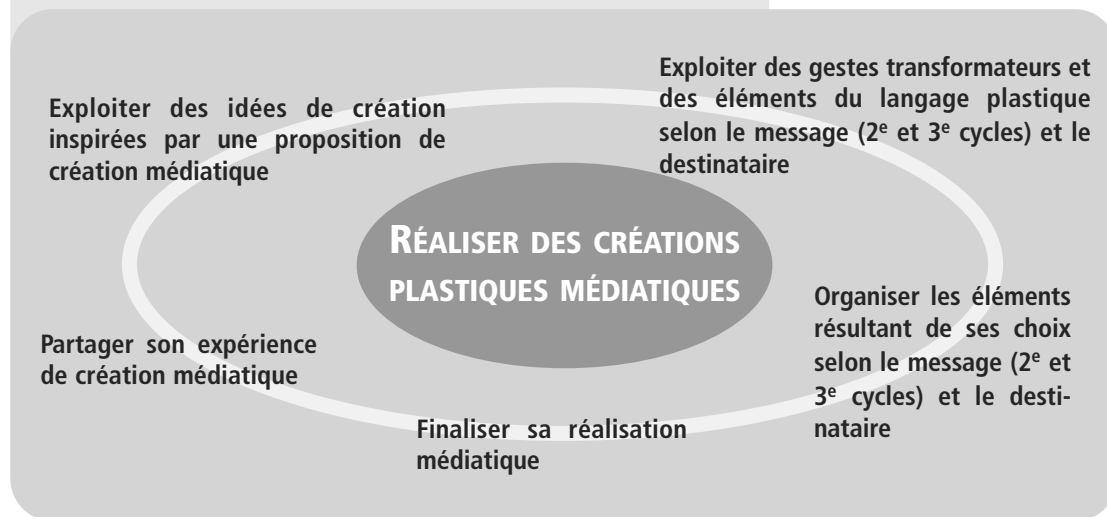 Exploiter des idées de création
inspirées par une proposition de
création médiatique
Exploiter des gestes transformateurs et
des éléments du langage plastique
selon le message (2e et 3e cycles) et le
destinataire
RÉALISER DES CRÉATIONS
PLASTIQUES MÉDIATIQUES
Organiser les éléments
résultant de ses choix
selon le message (2e et
3e cycles) et le desti-
nataire
Partager son expérience
de création médiatique
Finaliser sa réalisation
médiatique